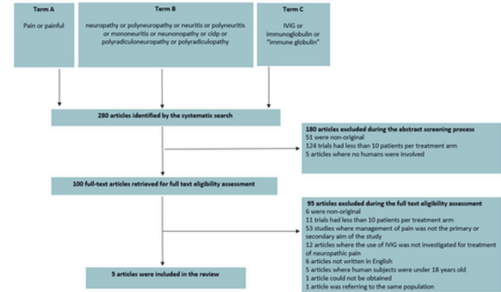 Term A
Pain or painful
Term B
neuropathy or polyneuropathy or neuritis or polyneuritis
or mononeuritis or neuronopathy or cidp or
polyradiculoneuropathy or polyradiculopathy
Term C
IVIG or
immunoglobulin or
"immune globulin"
280 articles identified by the systematic search
180 articles excluded during the abstract screening process
51 were non-original
124 trials had less than 10 patients per treatment arm
5 articles where no humans were involved
100 full-text articles retrieved for full text eligibility assessment
95 articles excluded during the full text eligibility assessment
6 were non-original
11 trials had less than 10 patients per treatment arm
53 studies where management of pain was not the primary or
secondary aim of the study
12 articles where the use of IVIG was not investigated for treatment
of neuropathic pain
6 articles not written in English
5 articles where human subjects were under 18 years old
1 article could not be obtained
1 article was referring to the same population
5 articles were included in the review